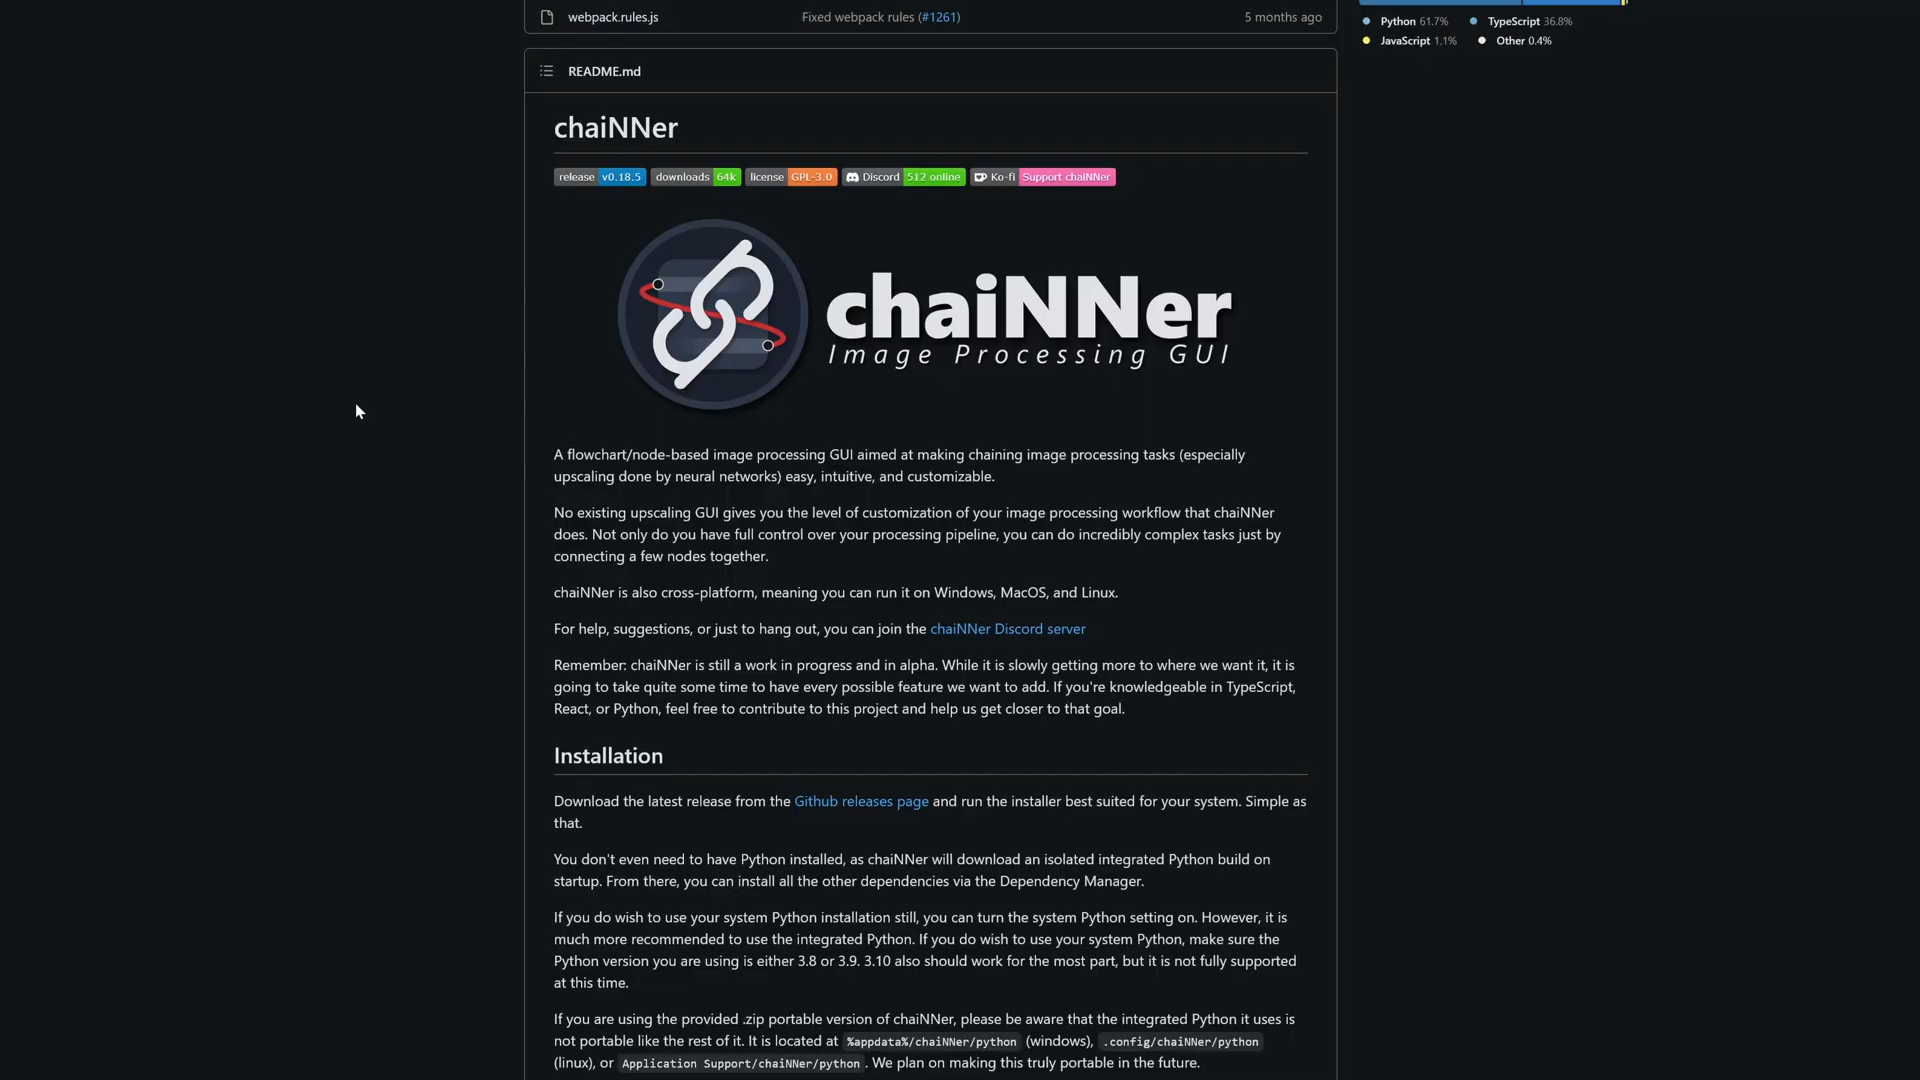 webpack.rules.js Fixed webpack rules (#1261) 5 months ago
Python 61.7% TypeScript 36.8%
JavaScript 1.1% Other 0.4%
README.md
chaiNNer
release v0.18.5 downloads 64k license GPL-3.0 Discord 512 online Ko-fi Support chaiNNer
chaiNNer
Image Processing GUI
A flowchart/node-based image processing GUI aimed at making chaining image processing tasks (especially
upscaling done by neural networks) easy, intuitive, and customizable.
No existing upscaling GUI gives you the level of customization of your image processing workflow that chaiNNer
does. Not only do you have full control over your processing pipeline, you can do incredibly complex tasks just by
connecting a few nodes together.
chaiNNer is also cross-platform, meaning you can run it on Windows, MacOS, and Linux.
For help, suggestions, or just to hang out, you can join the chaiNNer Discord server
Remember: chaiNNer is still a work in progress and in alpha. While it is slowly getting more to where we want it, it is
going to take quite some time to have every possible feature we want to add. If you're knowledgeable in TypeScript,
React, or Python, feel free to contribute to this project and help us get closer to that goal.
Installation
Download the latest release from the Github releases page and run the installer best suited for your system. Simple as
that.
You don't even need to have Python installed, as chaiNNer will download an isolated integrated Python build on
startup. From there, you can install all the other dependencies via the Dependency Manager.
If you do wish to use your system Python installation still, you can turn the system Python setting on. However, it is
much more recommended to use the integrated Python. If you do wish to use your system Python, make sure the
Python version you are using is either 3.8 or 3.9. 3.10 also should work for the most part, but it is not fully supported
at this time.
If you are using the provided .zip portable version of chaiNNer, please be aware that the integrated Python it uses is
not portable like the rest of it. It is located at %appdata%/chaiNNer/python (windows), .config/chaiNNer/python
(linux), or Application Support/chaiNNer/python. We plan on making this truly portable in the future.